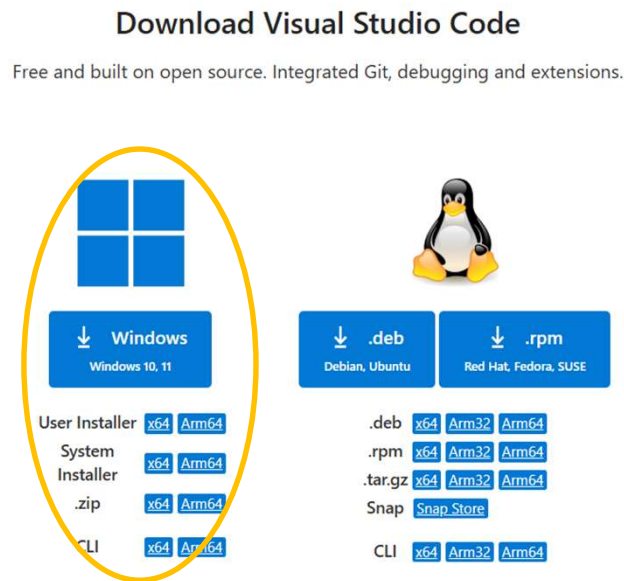 Download Visual Studio Code
Free and built on open source. Integrated Git, debugging and extensions.
Windows
Windows 10, 11
User Installer x64 Arm64
System
Installer x64 Arm64
.zip x64 Arm64
CLI x64 Arm64
.deb
Debian, Ubuntu
.rpm
Red Hat, Fedora, SUSE
.deb x64 Arm32 Arm64
.rpm x64 Arm32 Arm64
.tar.gz x64 Arm32 Arm64
Snap Snap Store
CLI x64 Arm32 Arm64